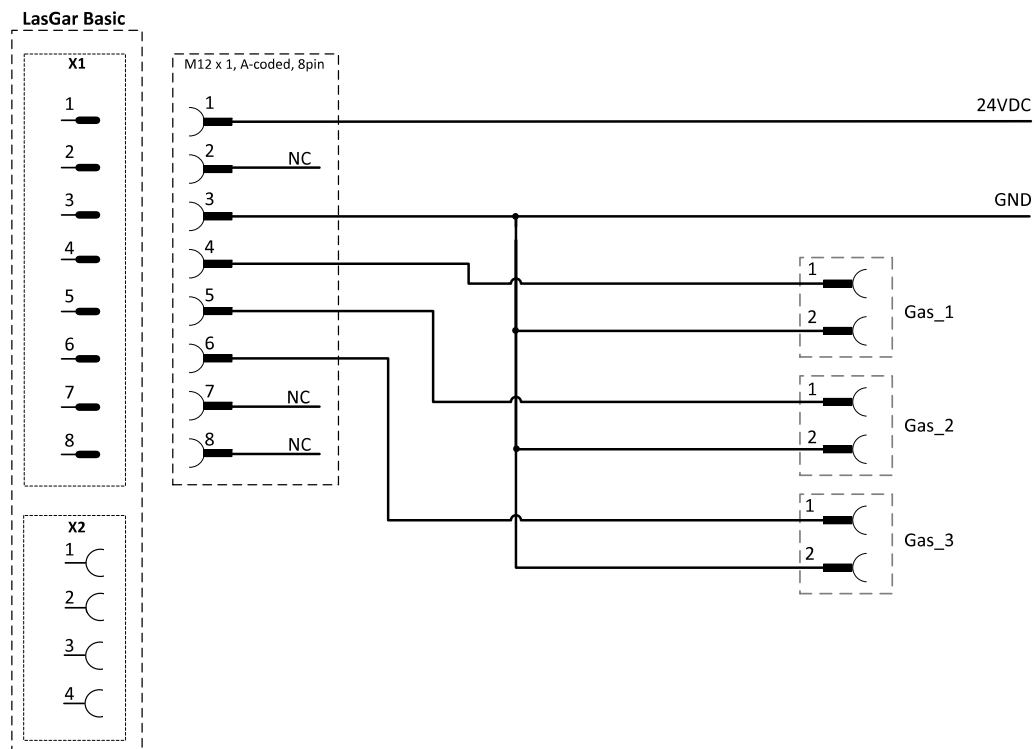 LasGar Basic
X1
1
2
3
4
5
6
7
8
X2
1
2
3
4
M12 x 1, A-coded, 8pin
1
2 NC
3
4
5
6
7 NC
8 NC
24VDC
GND
1
2
Gas_1
1
2
Gas_2
1
2
Gas_3